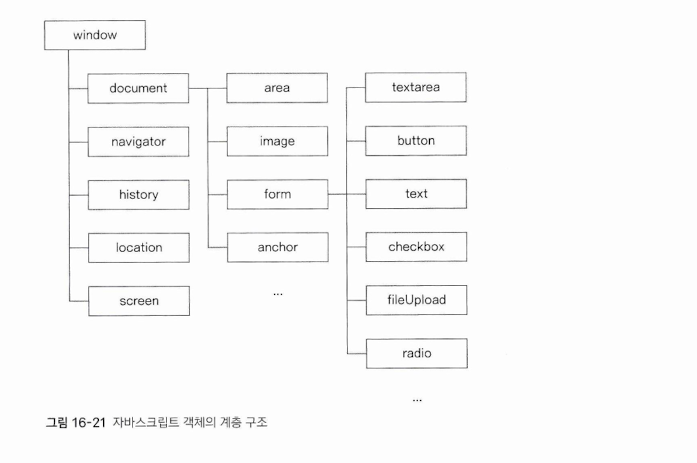 window
document area textarea
navigator image button
history form text
location anchor checkbox
screen ... fileUpload
radio
...
그림 16-21 자바스크립트 객체의 계층 구조